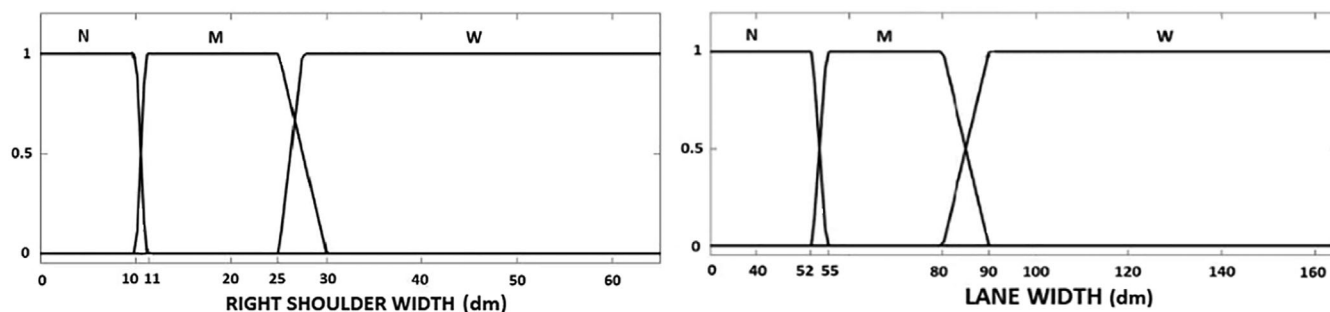 N M W
1
0.5
0
0 10 11 20 25 30 40 50 60
RIGHT SHOULDER WIDTH (dm)
N M W
1
0.5
0
0 40 52 55 80 90 100 120 140 160
LANE WIDTH (dm)